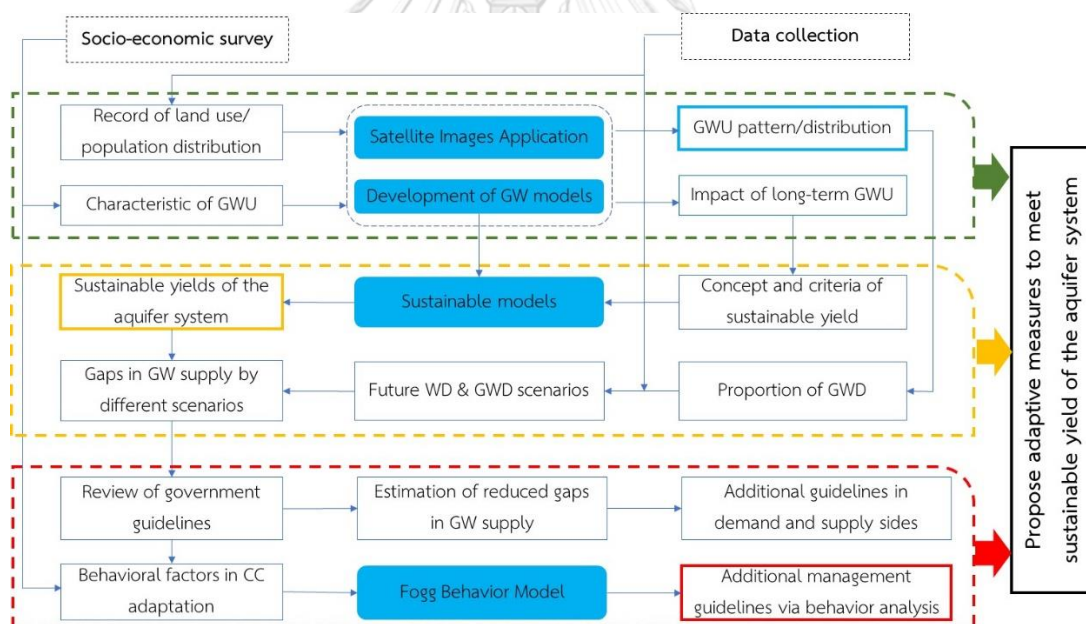 Socio-economic survey
Data collection
Record of land use/
population distribution
Satellite Images Application
GWU pattern/distribution
Characteristic of GWU
Development of GW models
Impact of long-term GWU
Sustainable yields of the
aquifer system
Sustainable models
Concept and criteria of
sustainable yield
Gaps in GW supply by
different scenarios
Future WD & GWD scenarios
Proportion of GWD
Review of government
guidelines
Estimation of reduced gaps
in GW supply
Additional guidelines in
demand and supply sides
Behavioral factors in CC
adaptation
Fogg Behavior Model
Additional management
guidelines via behavior analysis
Propose adaptive measures to meet
sustainable yield of the aquifer system